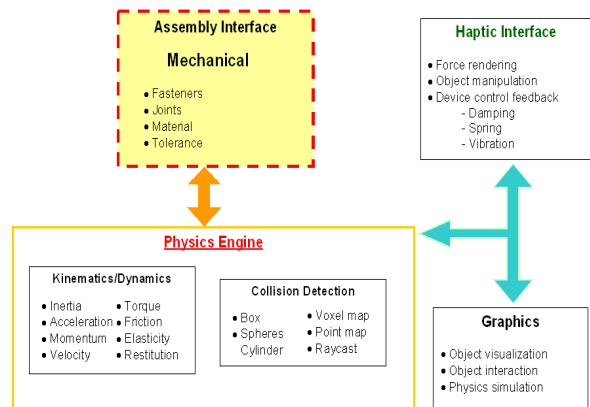 Assembly Interface
Mechanical
• Fasteners
• Joints
• Material
• Tolerance
Haptic Interface
• Force rendering
• Object manipulation
• Device control feedback
- Damping
- Spring
- Vibration
Physics Engine
Kinematics/Dynamics
• Inertia
• Acceleration
• Momentum
• Velocity
• Torque
• Friction
• Elasticity
• Restitution
Collision Detection
• Box
• Spheres
Cylinder
• Voxel map
• Point map
• Raycast
Graphics
• Object visualization
• Object interaction
• Physics simulation